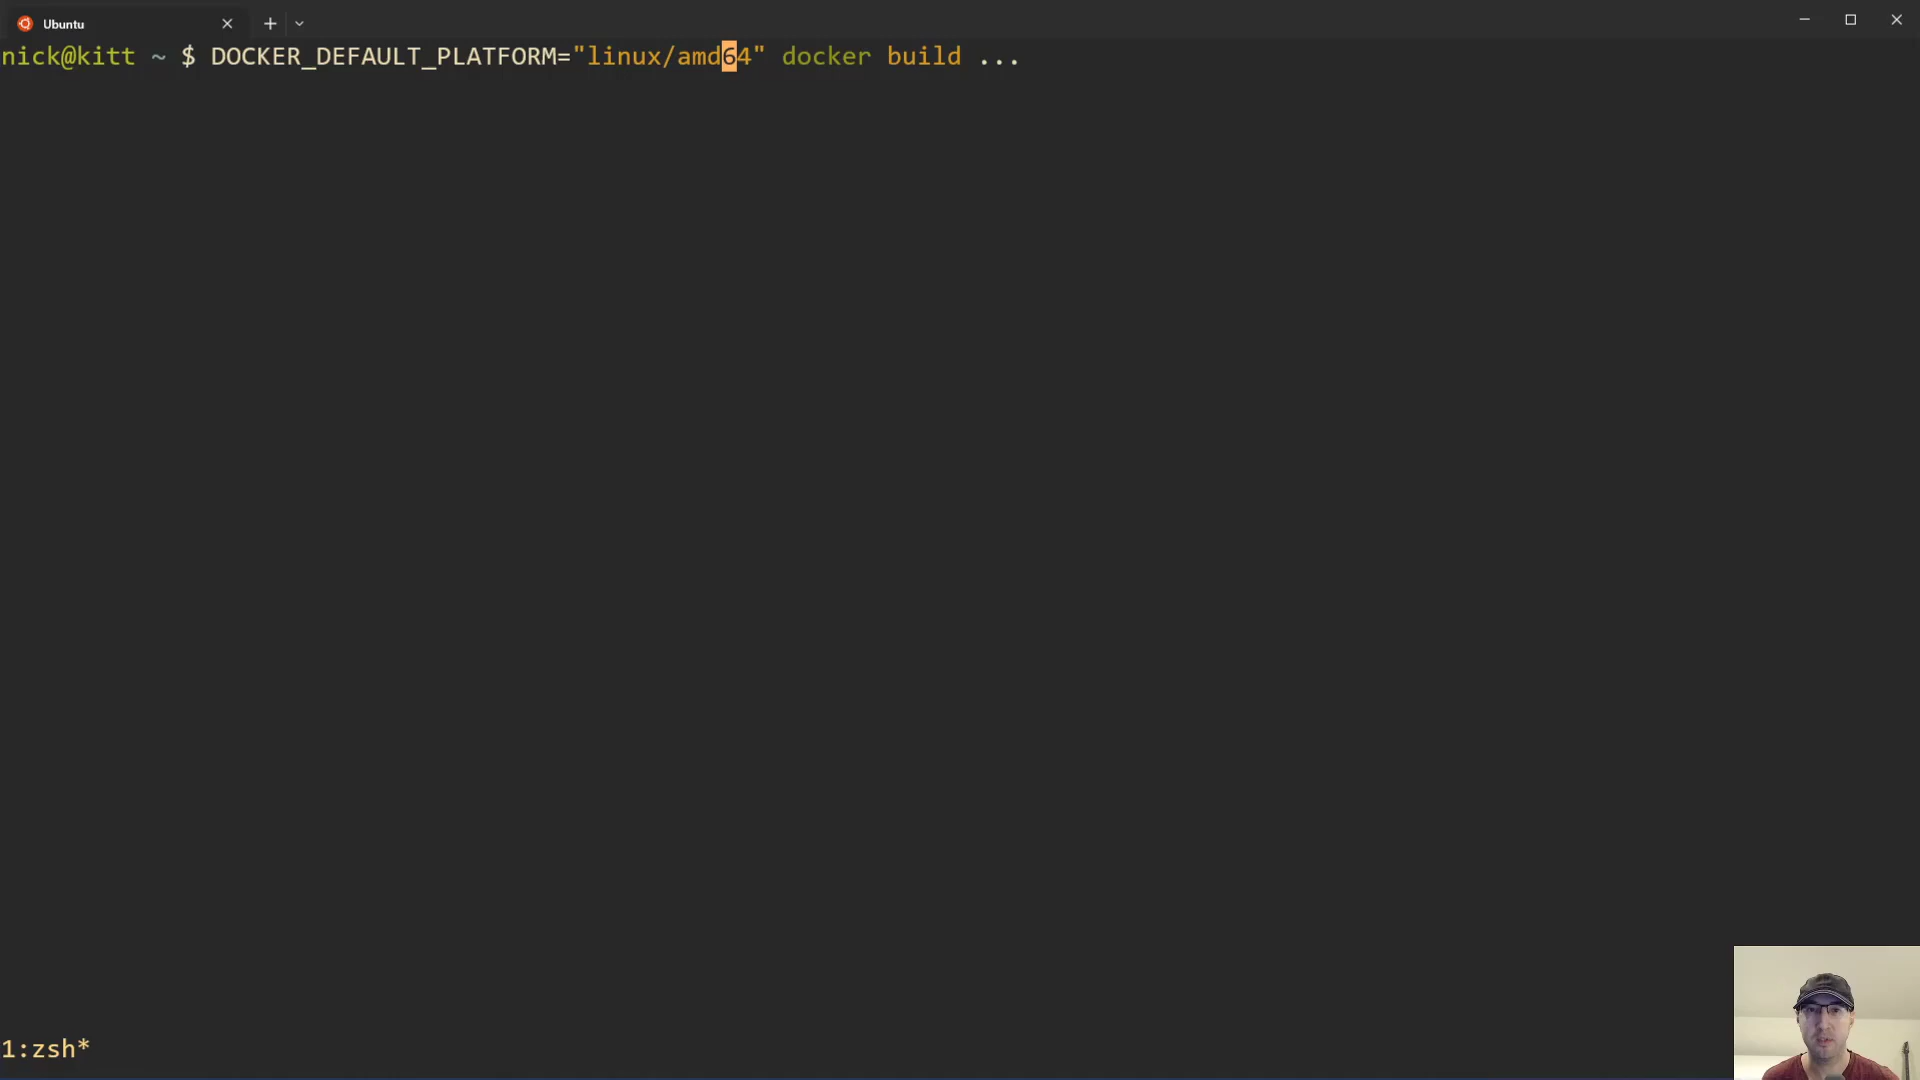 Ubuntu
nick@kitt ~ $ DOCKER_DEFAULT_PLATFORM="linux/amd64" docker build ...
1:zsh*